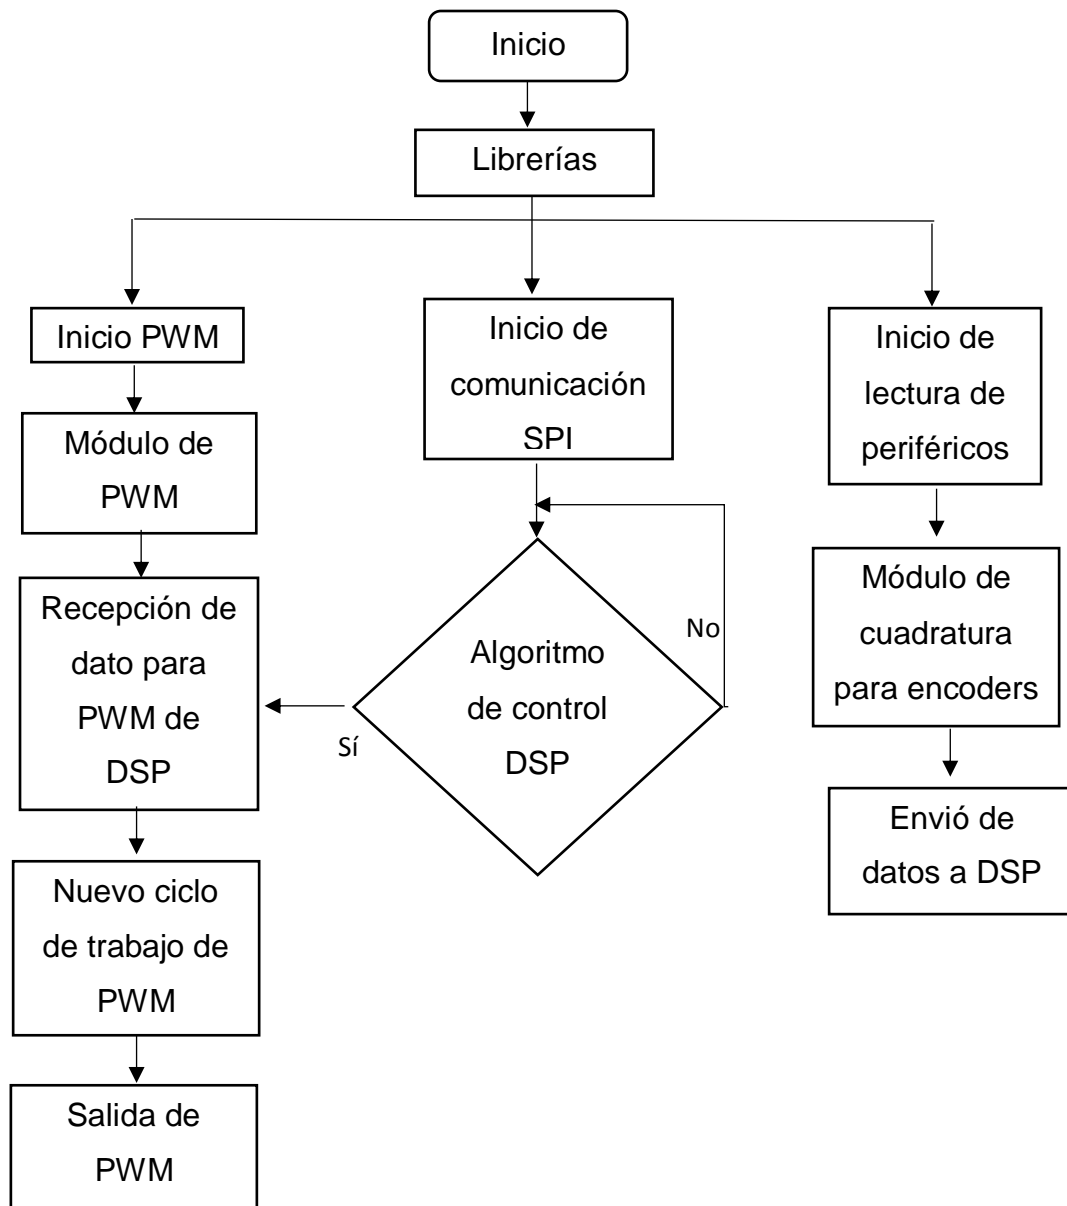 Inicio
Librerías
Inicio PWM
Módulo de
PWM
Recepción de
dato para
PWM de
DSP
Nuevo ciclo
de trabajo de
PWM
Salida de
PWM
Inicio de
comunicación
SPI
Algoritmo
de control
DSP
Sí
No
Inicio de
lectura de
periféricos
Módulo de
cuadratura
para encoders
Envió de
datos a DSP